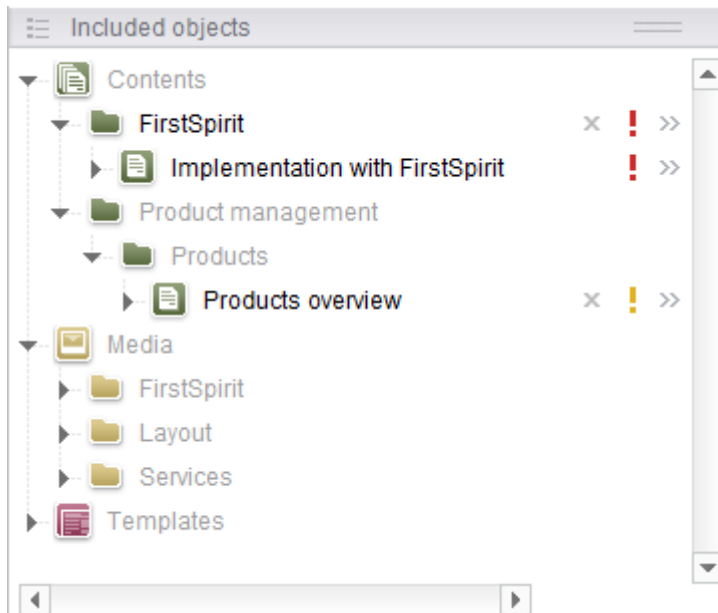 Included objects
Contents
FirstSpirit
Implementation with FirstSpirit
Product management
Products
Products overview
Media
FirstSpirit
Layout
Services
Templates